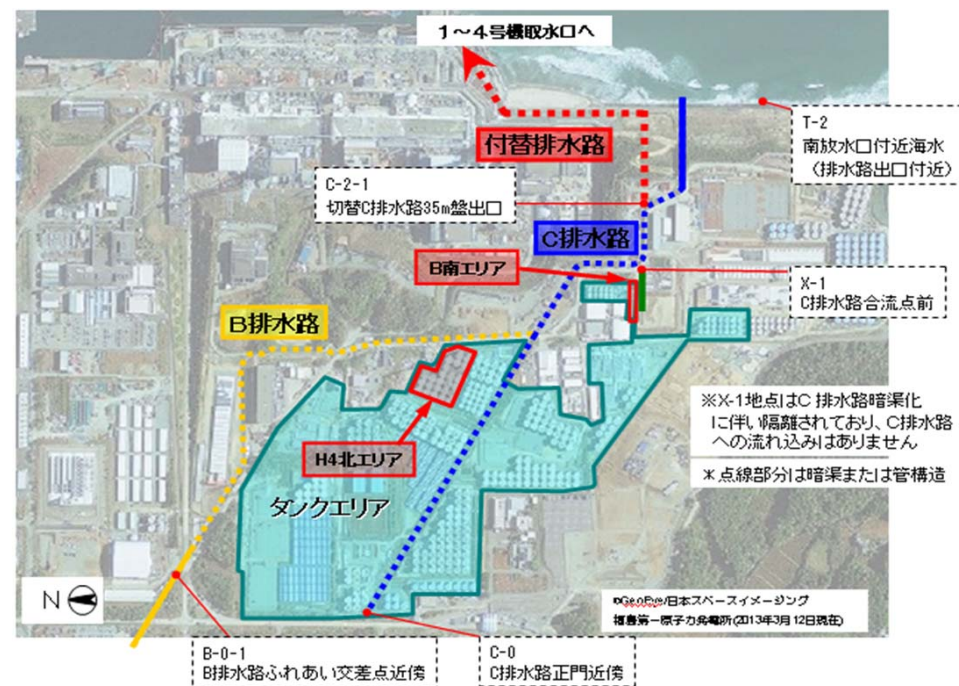 1～4号機取水口へ
付替排水路
T-2
南放水口付近海水
（排水路出口付近）
C-2-1
切替C排水路35m盤出口
C排水路
B南エリア
X-1
C排水路合流点前
B排水路
※X-1地点はC排水路暗渠化
に伴い隔離されており、C排水路
への流れ込みはありません
H4北エリア
＊点線部分は暗渠または管構造
タンクエリア
N
©GeoEye/日本スペースイメージング
福島第一原子力発電所(2013年3月12日現在)
B-0-1
B排水路ふれあい交差点近傍
C-0
C排水路正門近傍